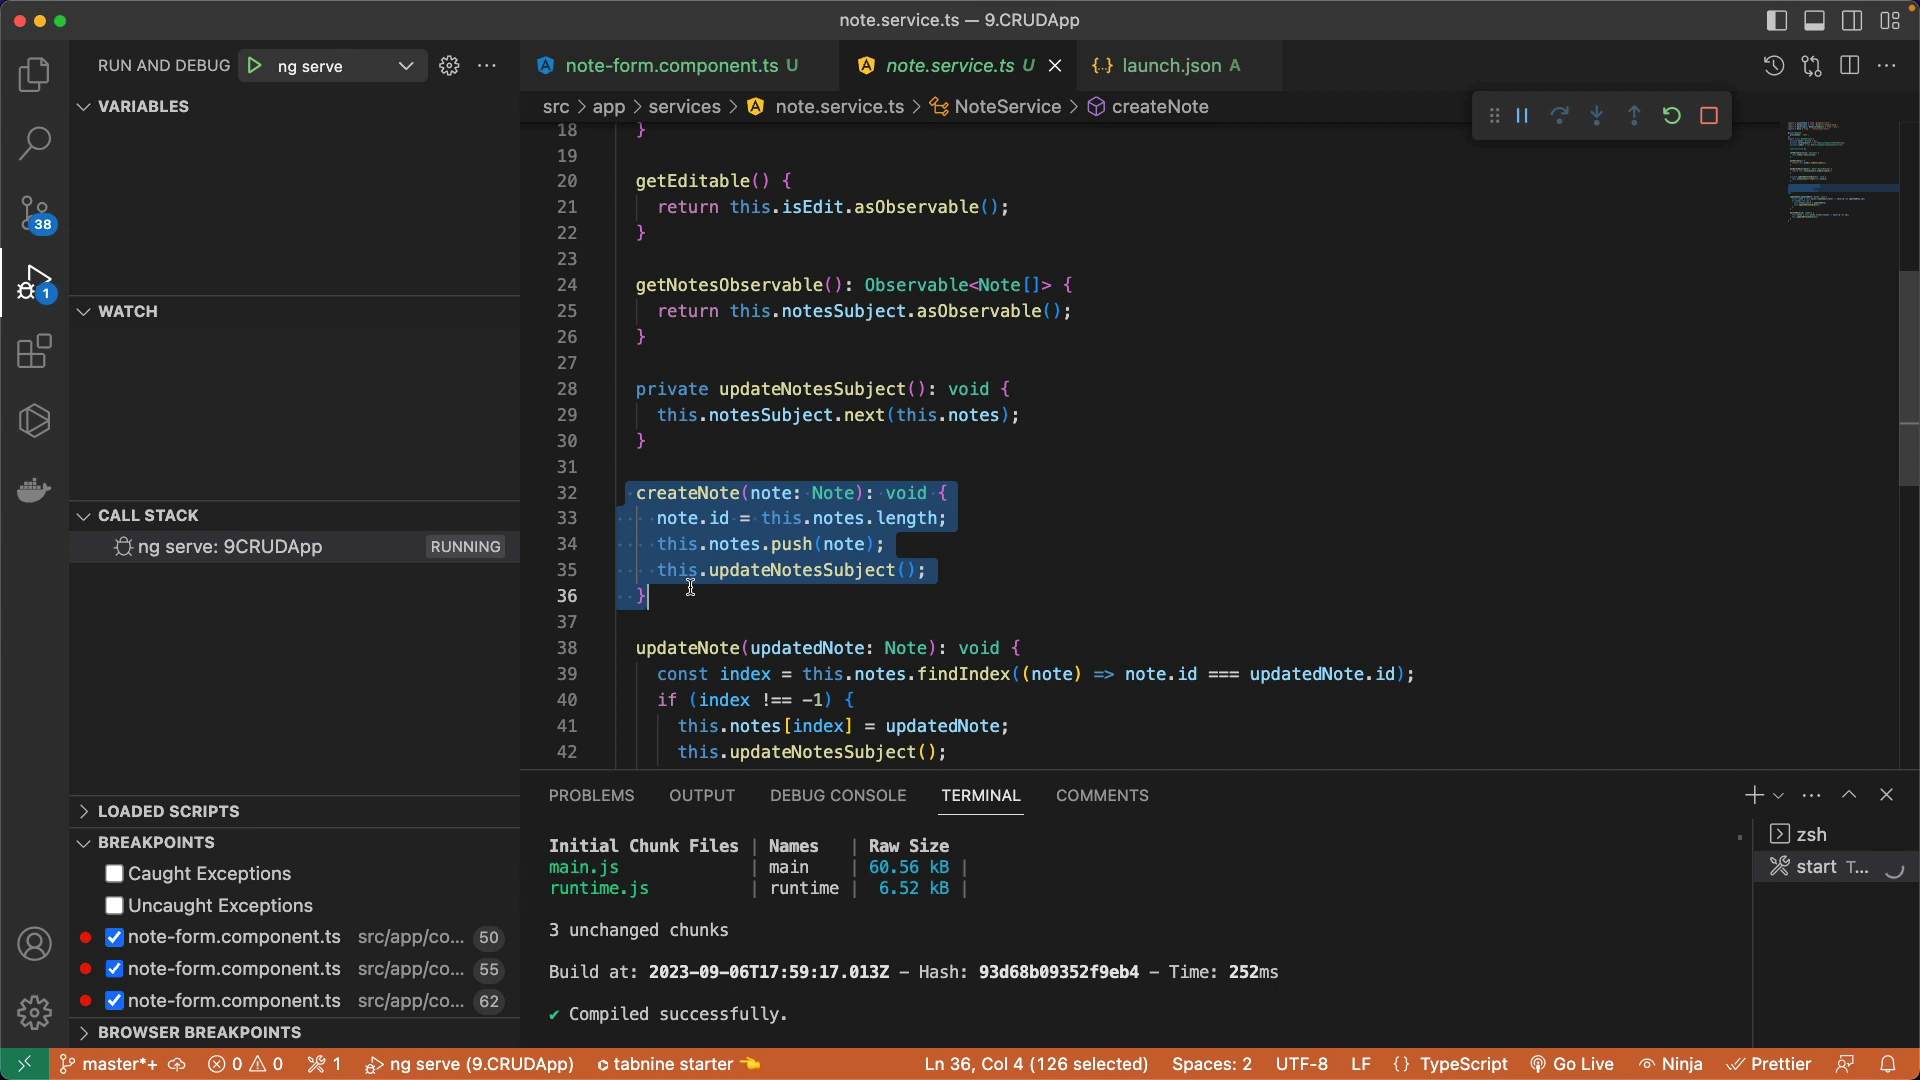 note.service.ts — 9.CRUDApp
RUN AND DEBUG
ng serve
note-form.component.ts U
note.service.ts U
launch.json A
src > app > services > note.service.ts > NoteService > createNote
VARIABLES
WATCH
CALL STACK
ng serve: 9CRUDApp RUNNING
LOADED SCRIPTS
BREAKPOINTS
Caught Exceptions
Uncaught Exceptions
note-form.component.ts src/app/co... 50
note-form.component.ts src/app/co... 55
note-form.component.ts src/app/co... 62
BROWSER BREAKPOINTS
38
1
18 }
19
20 getEditable() {
21 return this.isEdit.asObservable();
22 }
23
24 getNotesObservable(): Observable<Note[]> {
25 return this.notesSubject.asObservable();
26 }
27
28 private updateNotesSubject(): void {
29 this.notesSubject.next(this.notes);
30 }
31
32 createNote(note: Note): void {
33 note.id = this.notes.length;
34 this.notes.push(note);
35 this.updateNotesSubject();
36 }
37
38 updateNote(updatedNote: Note): void {
39 const index = this.notes.findIndex((note) => note.id === updatedNote.id);
40 if (index !== -1) {
41 this.notes[index] = updatedNote;
42 this.updateNotesSubject();
PROBLEMS OUTPUT DEBUG CONSOLE TERMINAL COMMENTS
Initial Chunk Files | Names | Raw Size
main.js | main | 60.56 kB |
runtime.js | runtime | 6.52 kB |
3 unchanged chunks
Build at: 2023-09-06T17:59:17.013Z - Hash: 93d68b09352f9eb4 - Time: 252ms
✔ Compiled successfully.
zsh
start T...
master*+ 0 0 1 ng serve (9.CRUDApp) tabnine starter Ln 36, Col 4 (126 selected) Spaces: 2 UTF-8 LF {} TypeScript Go Live Ninja Prettier